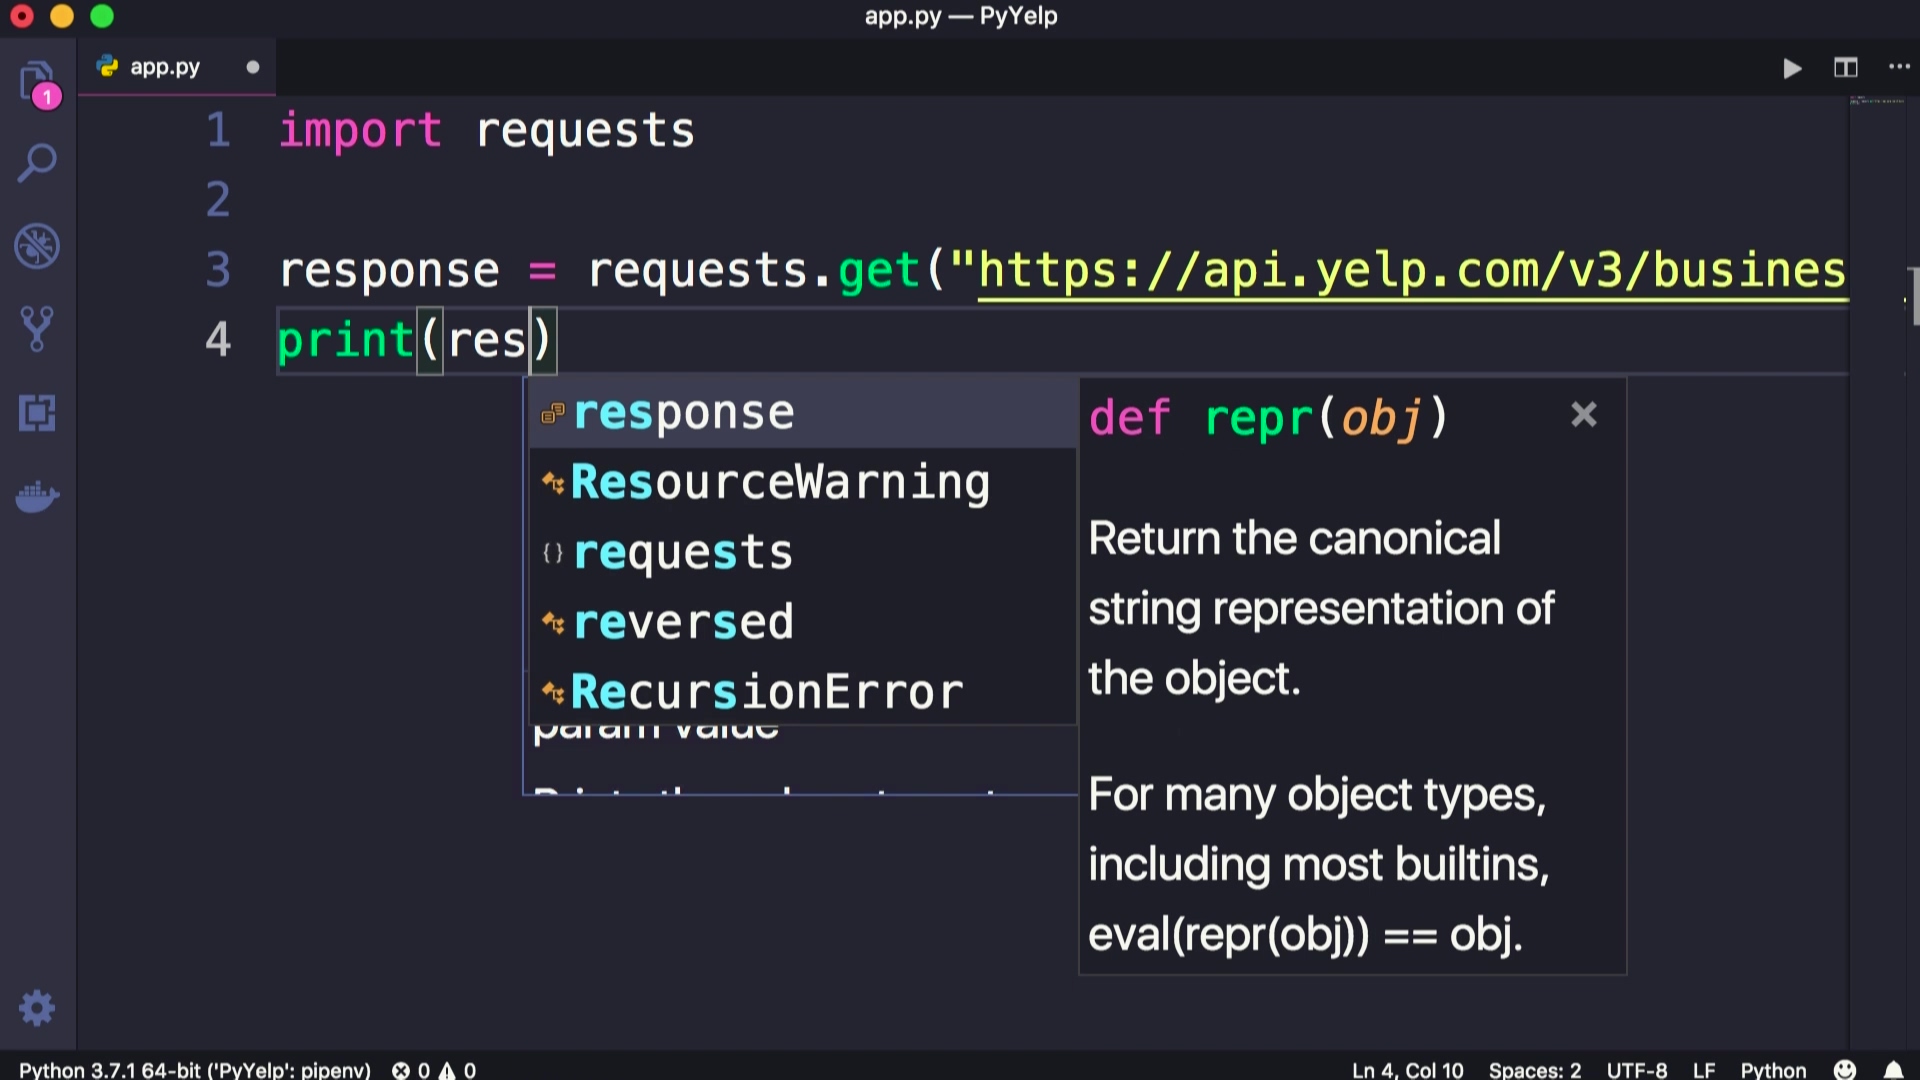 app.py — PyYelp
1
app.py
1 import requests
2
3 response = requests.get("https://api.yelp.com/v3/busines
4 print(res)
response
ResourceWarning
requests
reversed
RecursionError
param value
def repr(obj)
Return the canonical
string representation of
the object.
For many object types,
including most builtins,
eval(repr(obj)) == obj.
Python 3.7.1 64-bit ('PyYelp': pipenv) 0 0 Ln 4, Col 10 Spaces: 2 UTF-8 LF Python